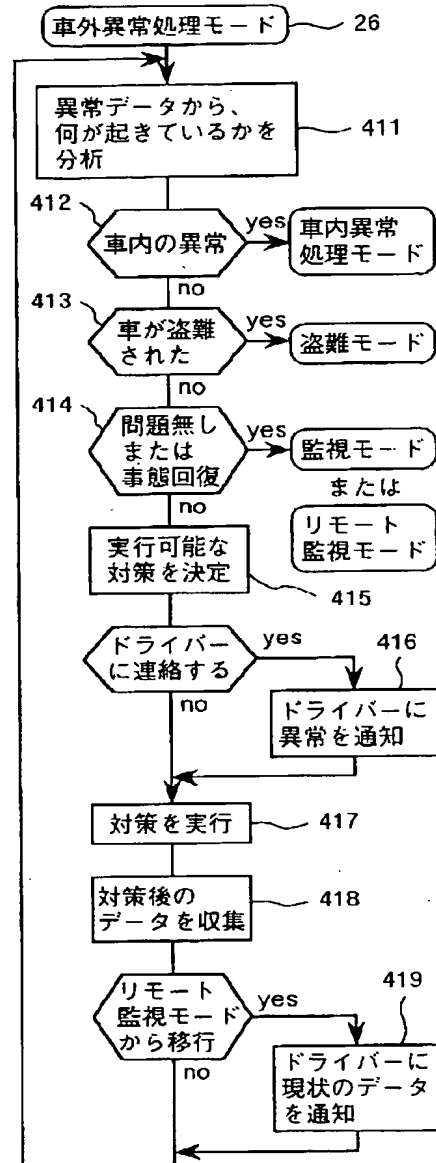 車外異常処理モード
26
異常データから、
何が起きているかを
分析
411
412
車内の異常
yes
車内異常
処理モード
no
413
車が盗難
された
yes
盗難モード
no
414
問題無し
または
事態回復
yes
監視モード
または
リモート
監視モード
no
実行可能な
対策を決定
415
ドライバー
に連絡する
yes
416
ドライバーに
異常を通知
no
対策を実行
417
対策後の
データを収集
418
リモート
監視モード
から移行
yes
419
ドライバーに
現状のデータ
を通知
no